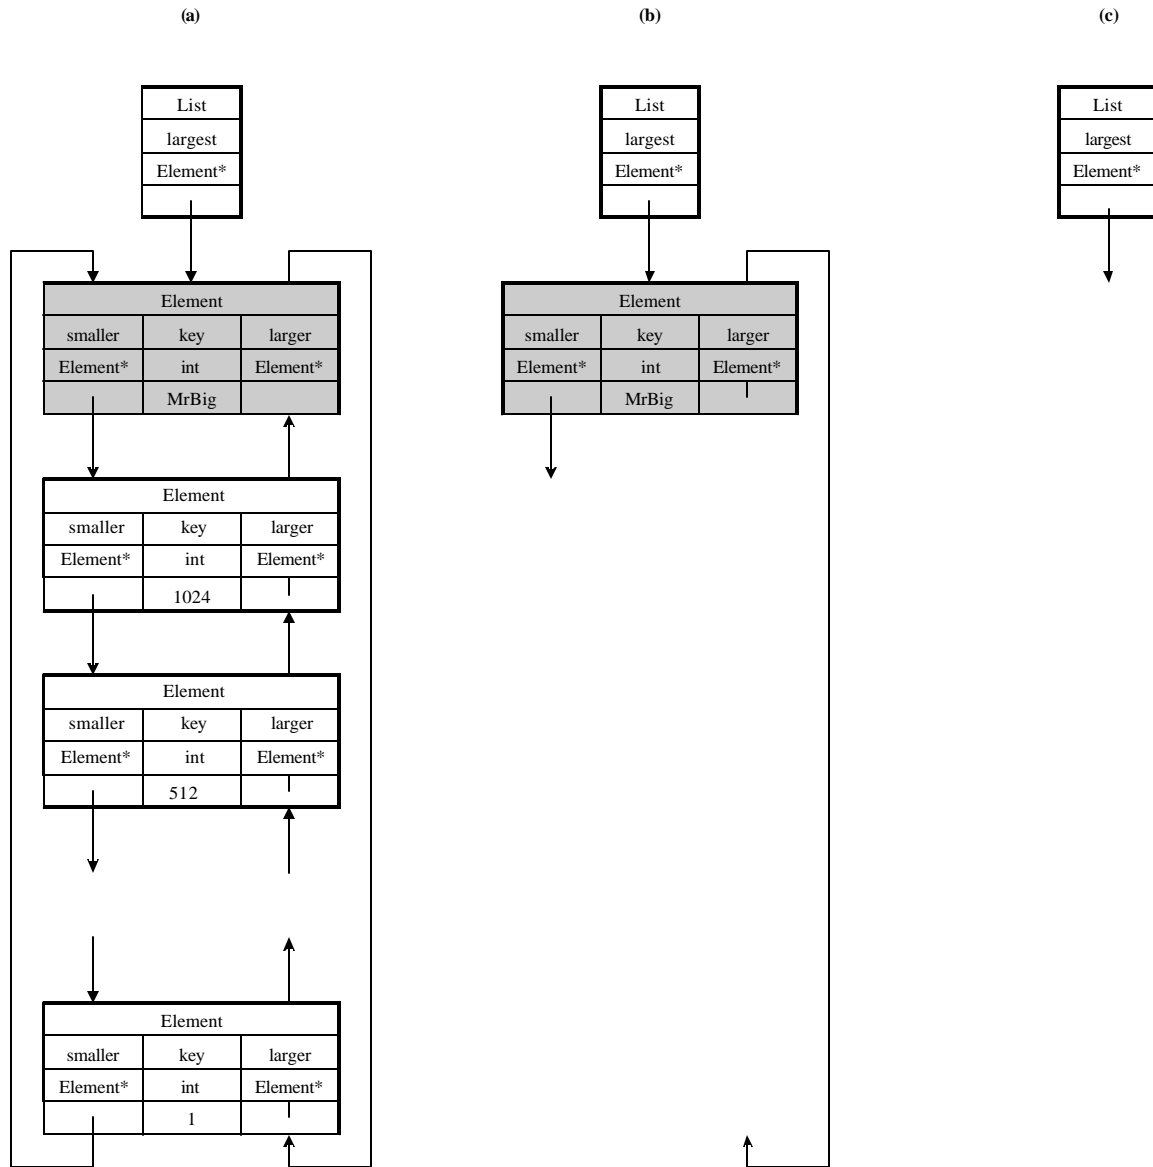 (a) (b) (c)
List List List
largest largest largest
Element* Element* Element*
Element Element
smaller key larger smaller key larger
Element* int Element* Element* int Element*
MrBig MrBig
Element
smaller key larger
Element* int Element*
1024
Element
smaller key larger
Element* int Element*
512
Element
smaller key larger
Element* int Element*
1